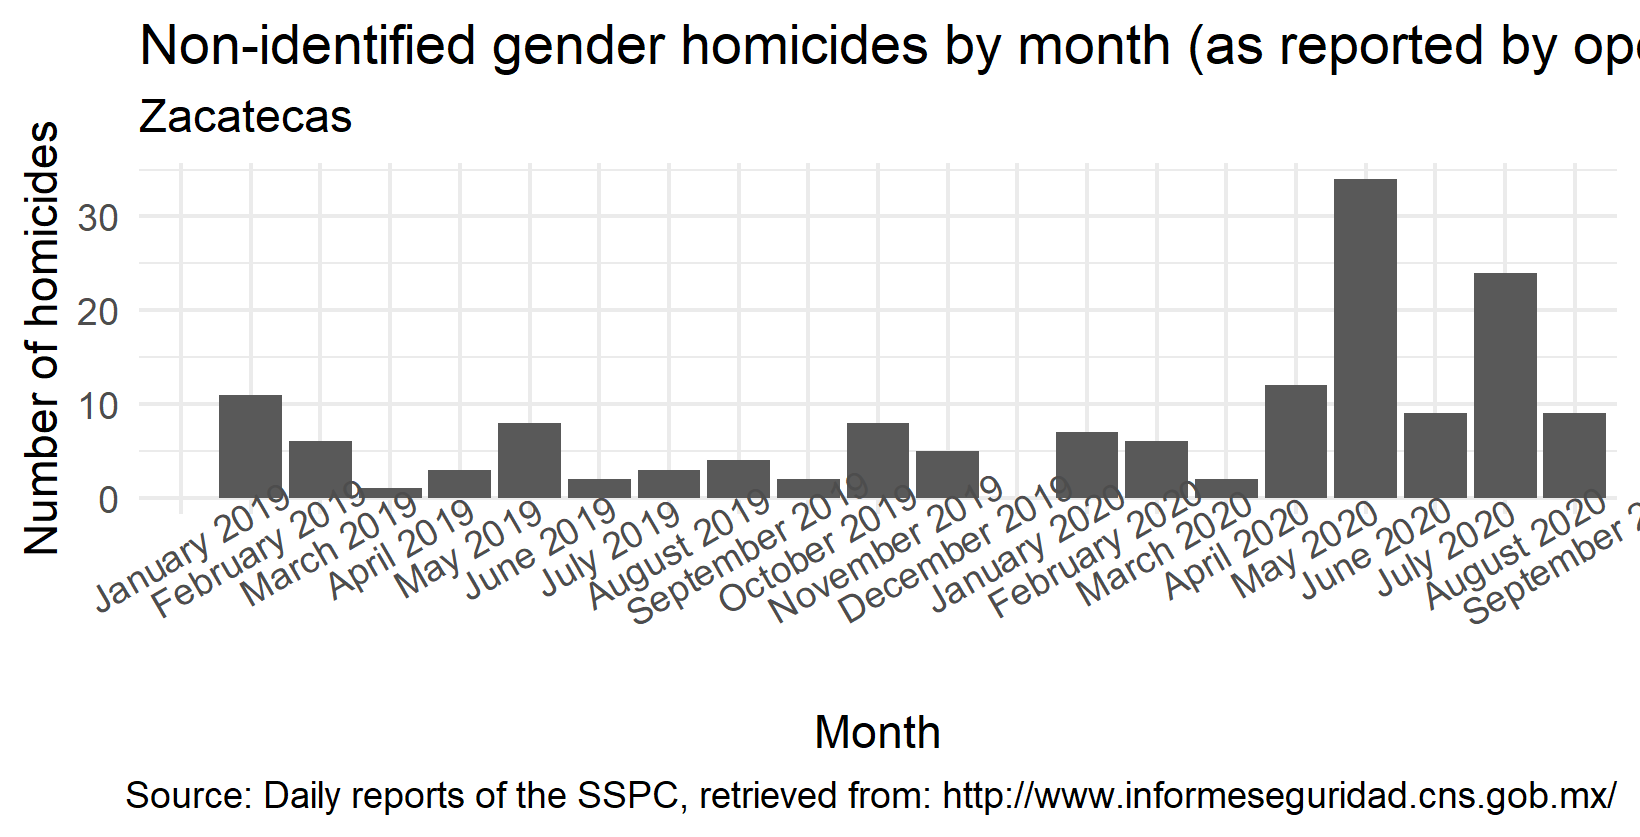 Non-identified gender homicides by month (as reported by ope
Zacatecas
Number of homicides
30
20
10
0
January 2019
February 2019
March 2019
April 2019
May 2019
June 2019
July 2019
August 2019
September 2019
October 2019
November 2019
December 2019
January 2020
February 2020
March 2020
April 2020
May 2020
June 2020
July 2020
August 2020
September 2
Month
Source: Daily reports of the SSPC, retrieved from: http://www.informeseguridad.cns.gob.mx/